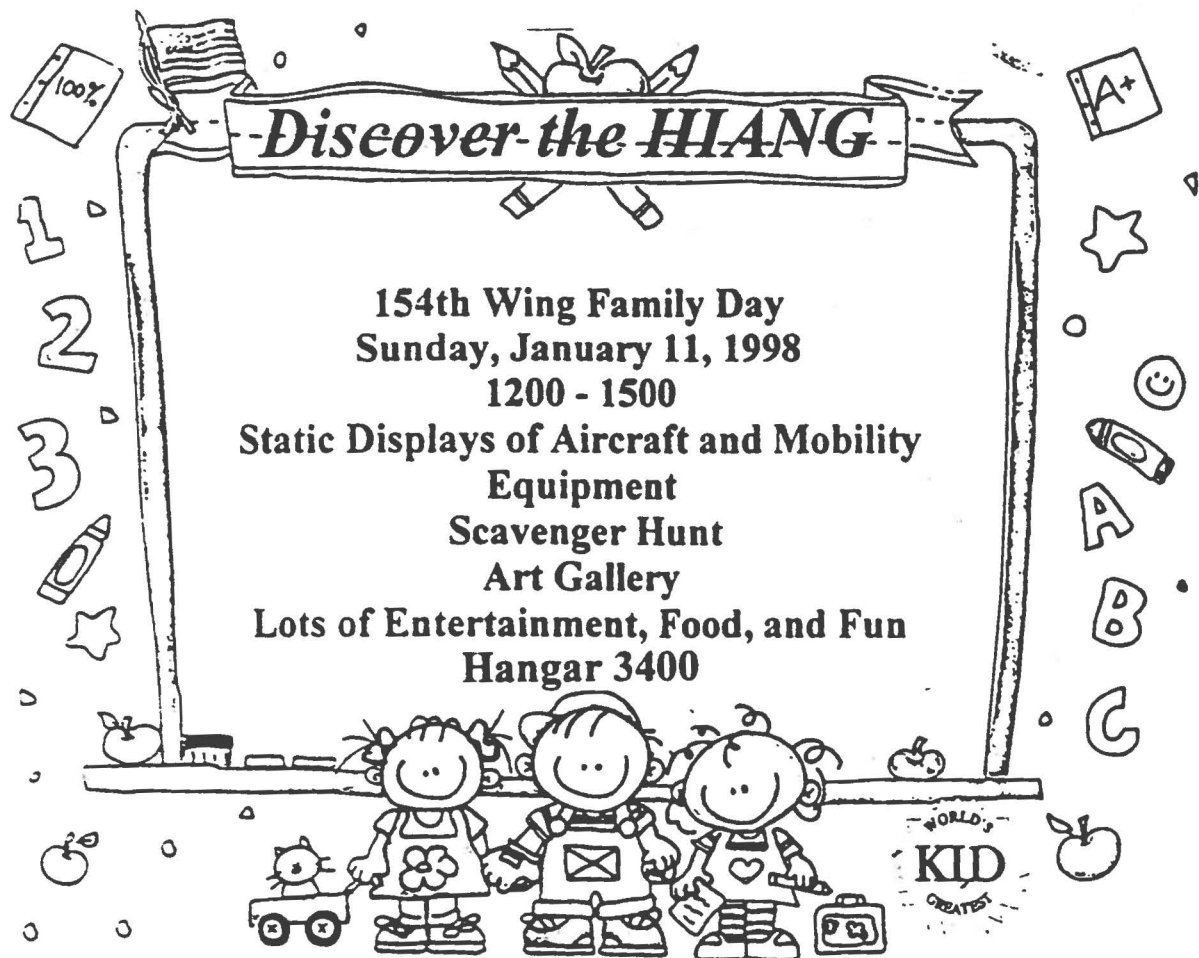 100%
A+
Discover the HIANG
1
2
3
154th Wing Family Day
Sunday, January 11, 1998
1200 - 1500
Static Displays of Aircraft and Mobility
Equipment
Scavenger Hunt
Art Gallery
Lots of Entertainment, Food, and Fun
Hangar 3400
A
B
C
WORLD'S
KID
GREATEST